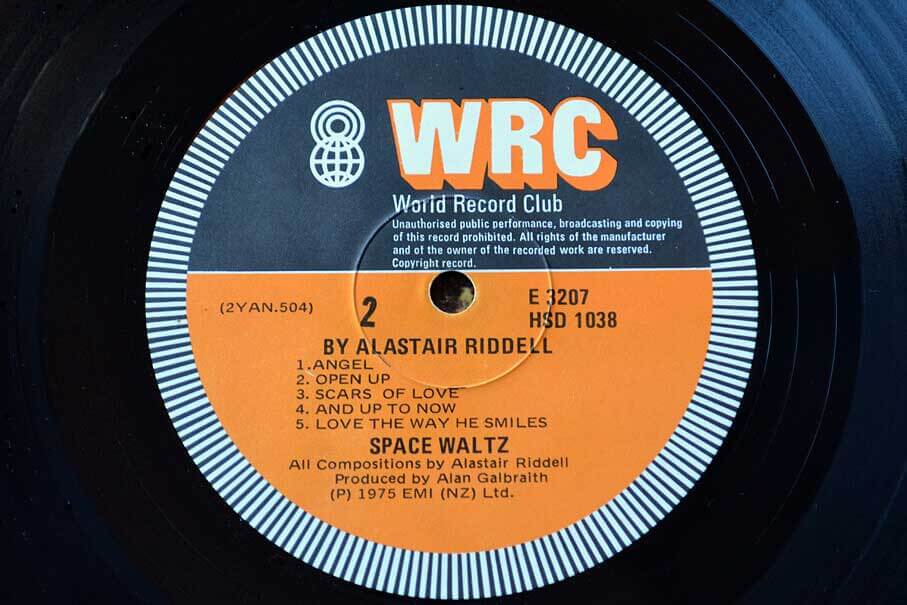 WRC
World Record Club
Unauthorised public performance, broadcasting and copying
of this record prohibited. All rights of the manufacturer
and of the owner of the recorded work are reserved.
Copyright record.
(2YAN.504)
2
E 3207
HSD 1038
BY ALASTAIR RIDDELL
1.ANGEL
2. OPEN UP
3. SCARS OF LOVE
4. AND UP TO NOW
5. LOVE THE WAY HE SMILES
SPACE WALTZ
All Compositions by Alastair Riddell
Produced by Alan Galbraith
(P) 1975 EMI (NZ) Ltd.